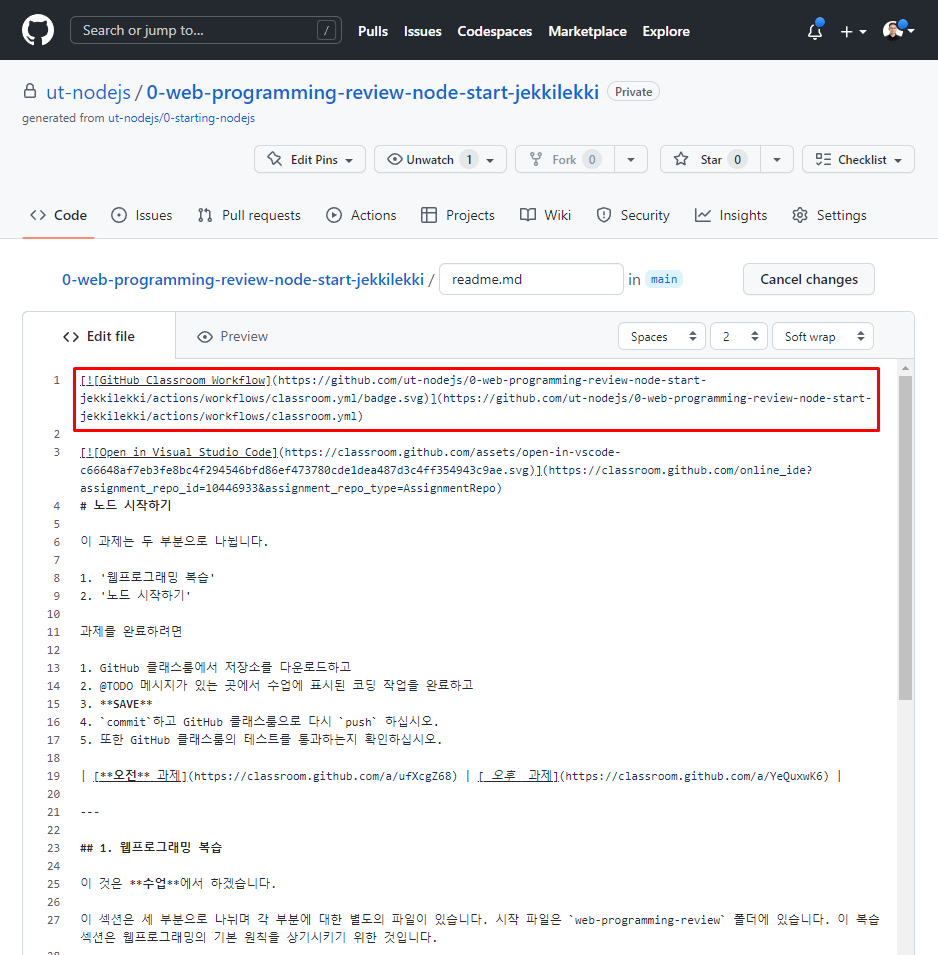 Search or jump to... /
Pulls Issues Codespaces Marketplace Explore
ut-nodejs / 0-web-programming-review-node-start-jekkilekki Private
generated from ut-nodejs/0-starting-nodejs
Edit Pins Unwatch 1 Fork 0 Star 0 Checklist
Code Issues Pull requests Actions Projects Wiki Security Insights Settings
0-web-programming-review-node-start-jekkilekki / readme.md in main Cancel changes
Edit file Preview Spaces 2 Soft wrap
1 [![GitHub Classroom Workflow](https://github.com/ut-nodejs/0-web-programming-review-node-start-
jekkilekki/actions/workflows/classroom.yml/badge.svg)](https://github.com/ut-nodejs/0-web-programming-review-node-start-
jekkilekki/actions/workflows/classroom.yml)
2
3 [![Open in Visual Studio Code](https://classroom.github.com/assets/open-in-vscode-
c66648af7eb3fe8bc4f294546bfd86ef473780cde1dea487d3c4ff354943c9ae.svg)](https://classroom.github.com/online_ide?
assignment_repo_id=10446933&assignment_repo_type=AssignmentRepo)
4 # 노드 시작하기
5
6 이 과제는 두 부분으로 나뉩니다.
7
8 1. '웹프로그래밍 복습'
9 2. '노드 시작하기'
10
11 과제를 완료하려면
12
13 1. GitHub 클래스룸에서 저장소를 다운로드하고
14 2. @TODO 메시지가 있는 곳에서 수업에 표시된 코딩 작업을 완료하고
15 3. **SAVE**
16 4. `commit`하고 GitHub 클래스룸으로 다시 `push` 하십시오.
17 5. 또한 GitHub 클래스룸의 테스트를 통과하는지 확인하십시오.
18
19 | [**오전** 과제](https://classroom.github.com/a/ufXcgZ68) | [_오후_ 과제](https://classroom.github.com/a/YeQuxwK6) |
20
21 ---
22
23 ## 1. 웹프로그래밍 복습
24
25 이 것은 **수업**에서 하겠습니다.
26
27 이 섹션은 세 부분으로 나뉘며 각 부분에 대한 별도의 파일이 있습니다. 시작 파일은 `web-programming-review` 폴더에 있습니다. 이 복습
섹션은 웹프로그래밍의 기본 원칙을 상기시키기 위한 것입니다.
28